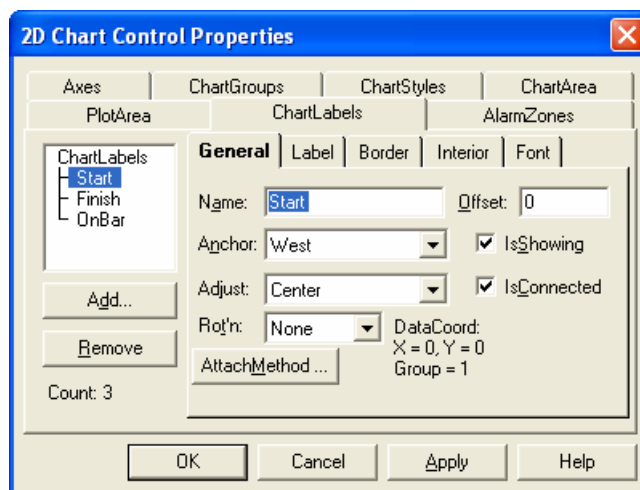 2D Chart Control Properties
Axes ChartGroups ChartStyles ChartArea
PlotArea ChartLabels AlarmZones
ChartLabels
Start
Finish
OnBar
Add...
Remove
Count: 3
General Label Border Interior Font
Name: Start Offset: 0
Anchor: West IsShowing
Adjust: Center IsConnected
Rot'n: None DataCoord:
X = 0, Y = 0
AttachMethod ... Group = 1
OK Cancel Apply Help